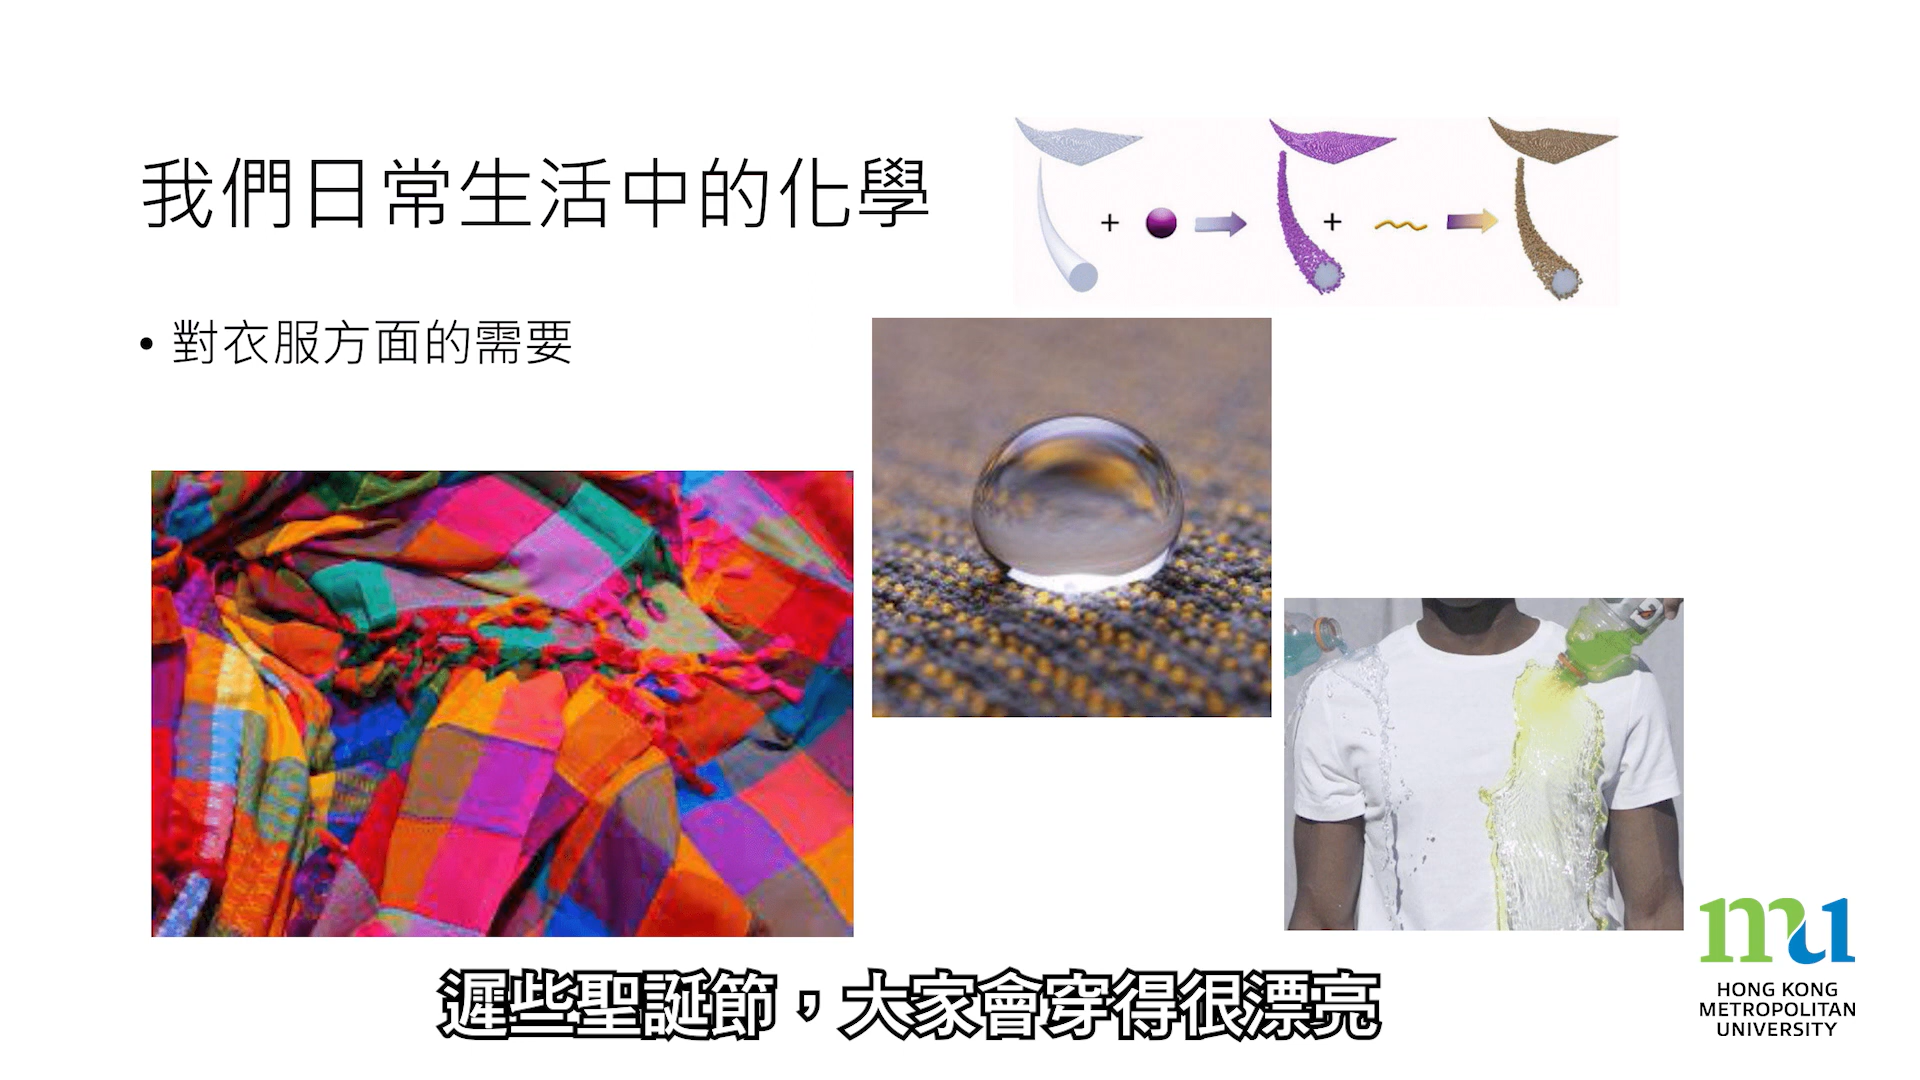 我們日常生活中的化學
+
+
• 對衣服方面的需要
遲些聖誕節，大家會穿得很漂亮
mu
HONG KONG
METROPOLITAN
UNIVERSITY